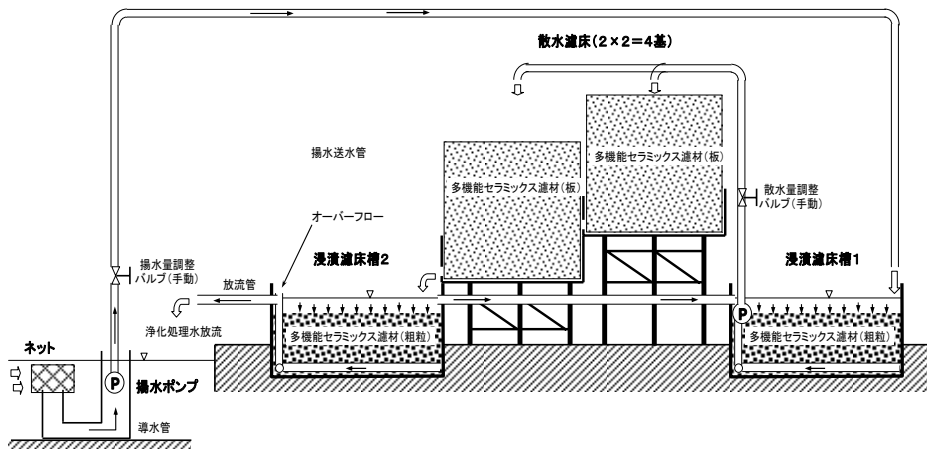 散水濾床(2×2=4基)
揚水送水管
多機能セラミックス濾材(板)
多機能セラミックス濾材(板)
散水量調整
バルブ(手動)
オーバーフロー
浸漬濾床槽2
浸漬濾床槽1
揚水量調整
バルブ(手動)
放流管
浄化処理水放流
P
多機能セラミックス濾材(粗粒)
多機能セラミックス濾材(粗粒)
ネット
P
揚水ポンプ
導水管